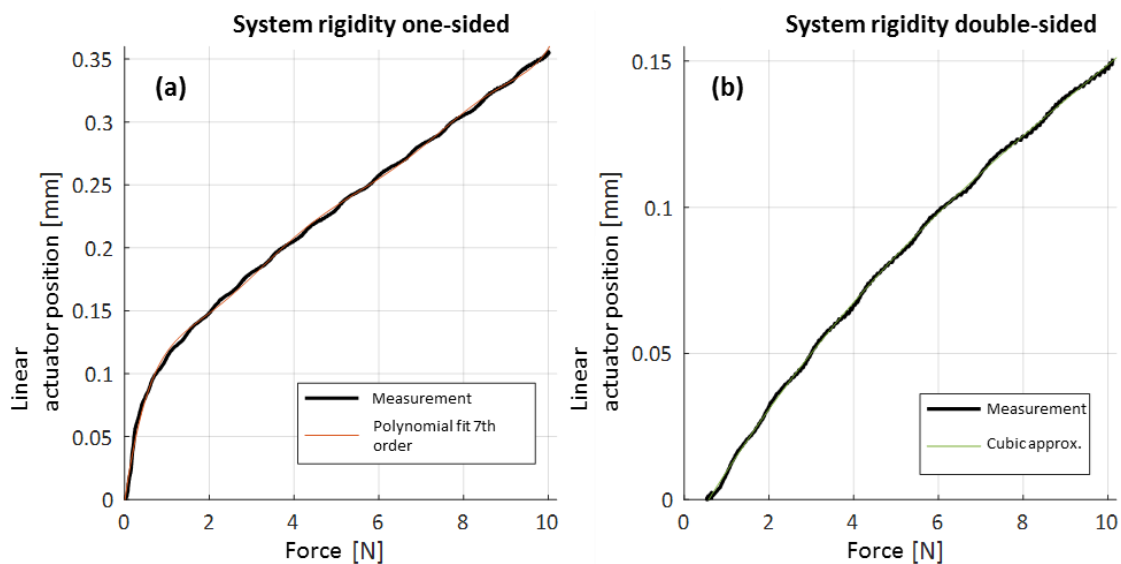 System rigidity one-sided
(a)
Linear
actuator position [mm]
0.35
0.3
0.25
0.2
0.15
0.1
0.05
0
0 2 4 6 8 10
Force [N]
Measurement
Polynomial fit 7th
order
System rigidity double-sided
(b)
Linear
actuator position [mm]
0.15
0.1
0.05
0
0 2 4 6 8 10
Force [N]
Measurement
Cubic approx.